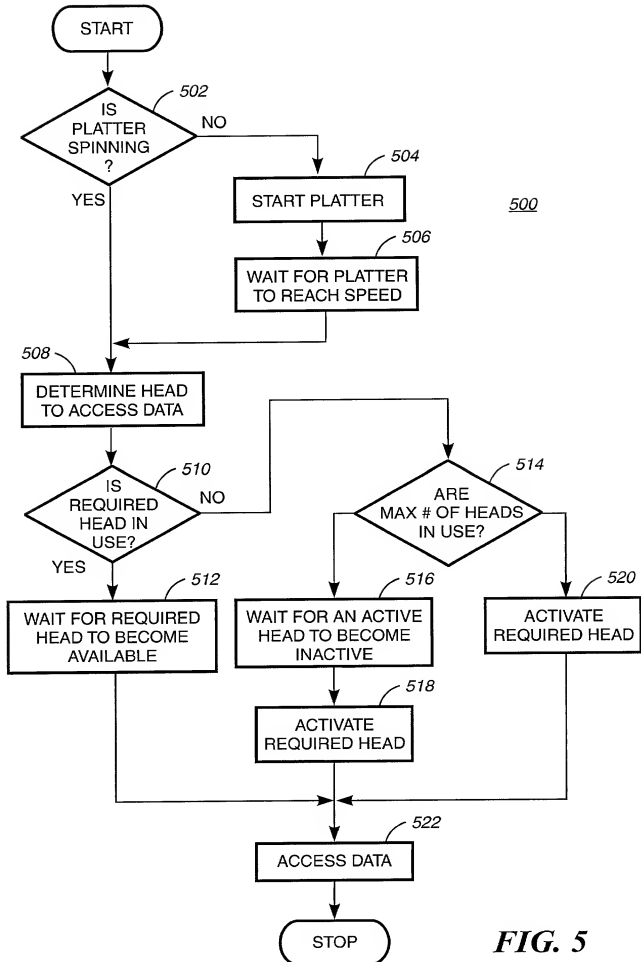 START
502
IS
PLATTER
SPINNING
?
NO
YES
504
START PLATTER
500
506
WAIT FOR PLATTER
TO REACH SPEED
508
DETERMINE HEAD
TO ACCESS DATA
510
IS
REQUIRED
HEAD IN
USE?
NO
YES
514
ARE
MAX # OF HEADS
IN USE?
512
WAIT FOR REQUIRED
HEAD TO BECOME
AVAILABLE
516
WAIT FOR AN ACTIVE
HEAD TO BECOME
INACTIVE
520
ACTIVATE
REQUIRED HEAD
518
ACTIVATE
REQUIRED HEAD
522
ACCESS DATA
STOP
FIG. 5